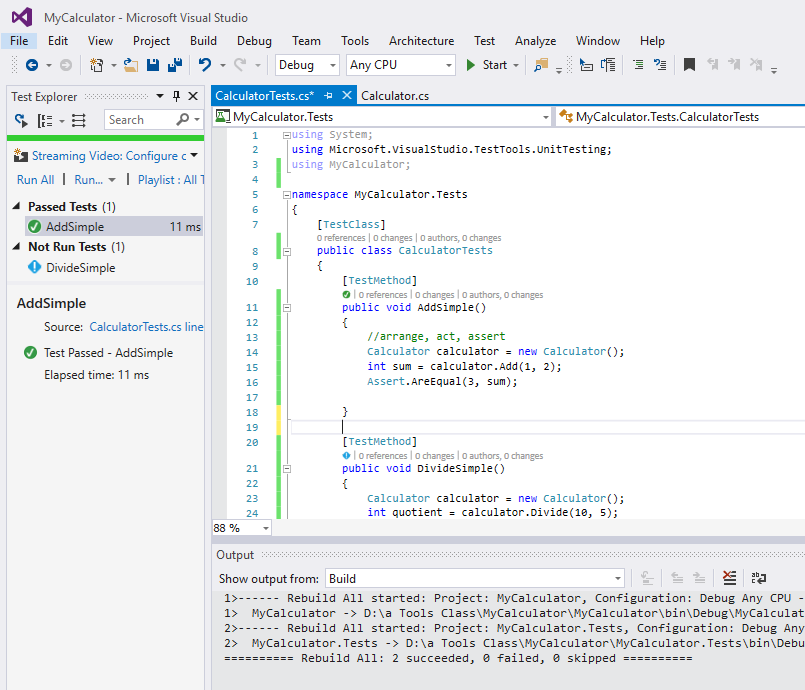 MyCalculator - Microsoft Visual Studio
File Edit View Project Build Debug Team Tools Architecture Test Analyze Window Help
Debug Any CPU Start
Test Explorer
Search
Streaming Video: Configure c
Run All | Run... | Playlist : All T
Passed Tests (1)
AddSimple 11 ms
Not Run Tests (1)
DivideSimple
AddSimple
Source: CalculatorTests.cs line
Test Passed - AddSimple
Elapsed time: 11 ms
CalculatorTests.cs* Calculator.cs
MyCalculator.Tests MyCalculator.Tests.CalculatorTests
1 using System;
2 using Microsoft.VisualStudio.TestTools.UnitTesting;
3 using MyCalculator;
4
5 namespace MyCalculator.Tests
6 {
7 [TestClass]
0 references | 0 changes | 0 authors, 0 changes
8 public class CalculatorTests
9 {
10 [TestMethod]
| 0 references | 0 changes | 0 authors, 0 changes
11 public void AddSimple()
12 {
13 //arrange, act, assert
14 Calculator calculator = new Calculator();
15 int sum = calculator.Add(1, 2);
16 Assert.AreEqual(3, sum);
17
18 }
19
20 [TestMethod]
| 0 references | 0 changes | 0 authors, 0 changes
21 public void DivideSimple()
22 {
23 Calculator calculator = new Calculator();
24 int quotient = calculator.Divide(10, 5);
88 %
Output
Show output from: Build
1>------ Rebuild All started: Project: MyCalculator, Configuration: Debug Any CPU -
1> MyCalculator -> D:\a Tools Class\MyCalculator\MyCalculator\bin\Debug\MyCalculat
2>------ Rebuild All started: Project: MyCalculator.Tests, Configuration: Debug Any
2> MyCalculator.Tests -> D:\a Tools Class\MyCalculator\MyCalculator.Tests\bin\Debu
========== Rebuild All: 2 succeeded, 0 failed, 0 skipped ==========